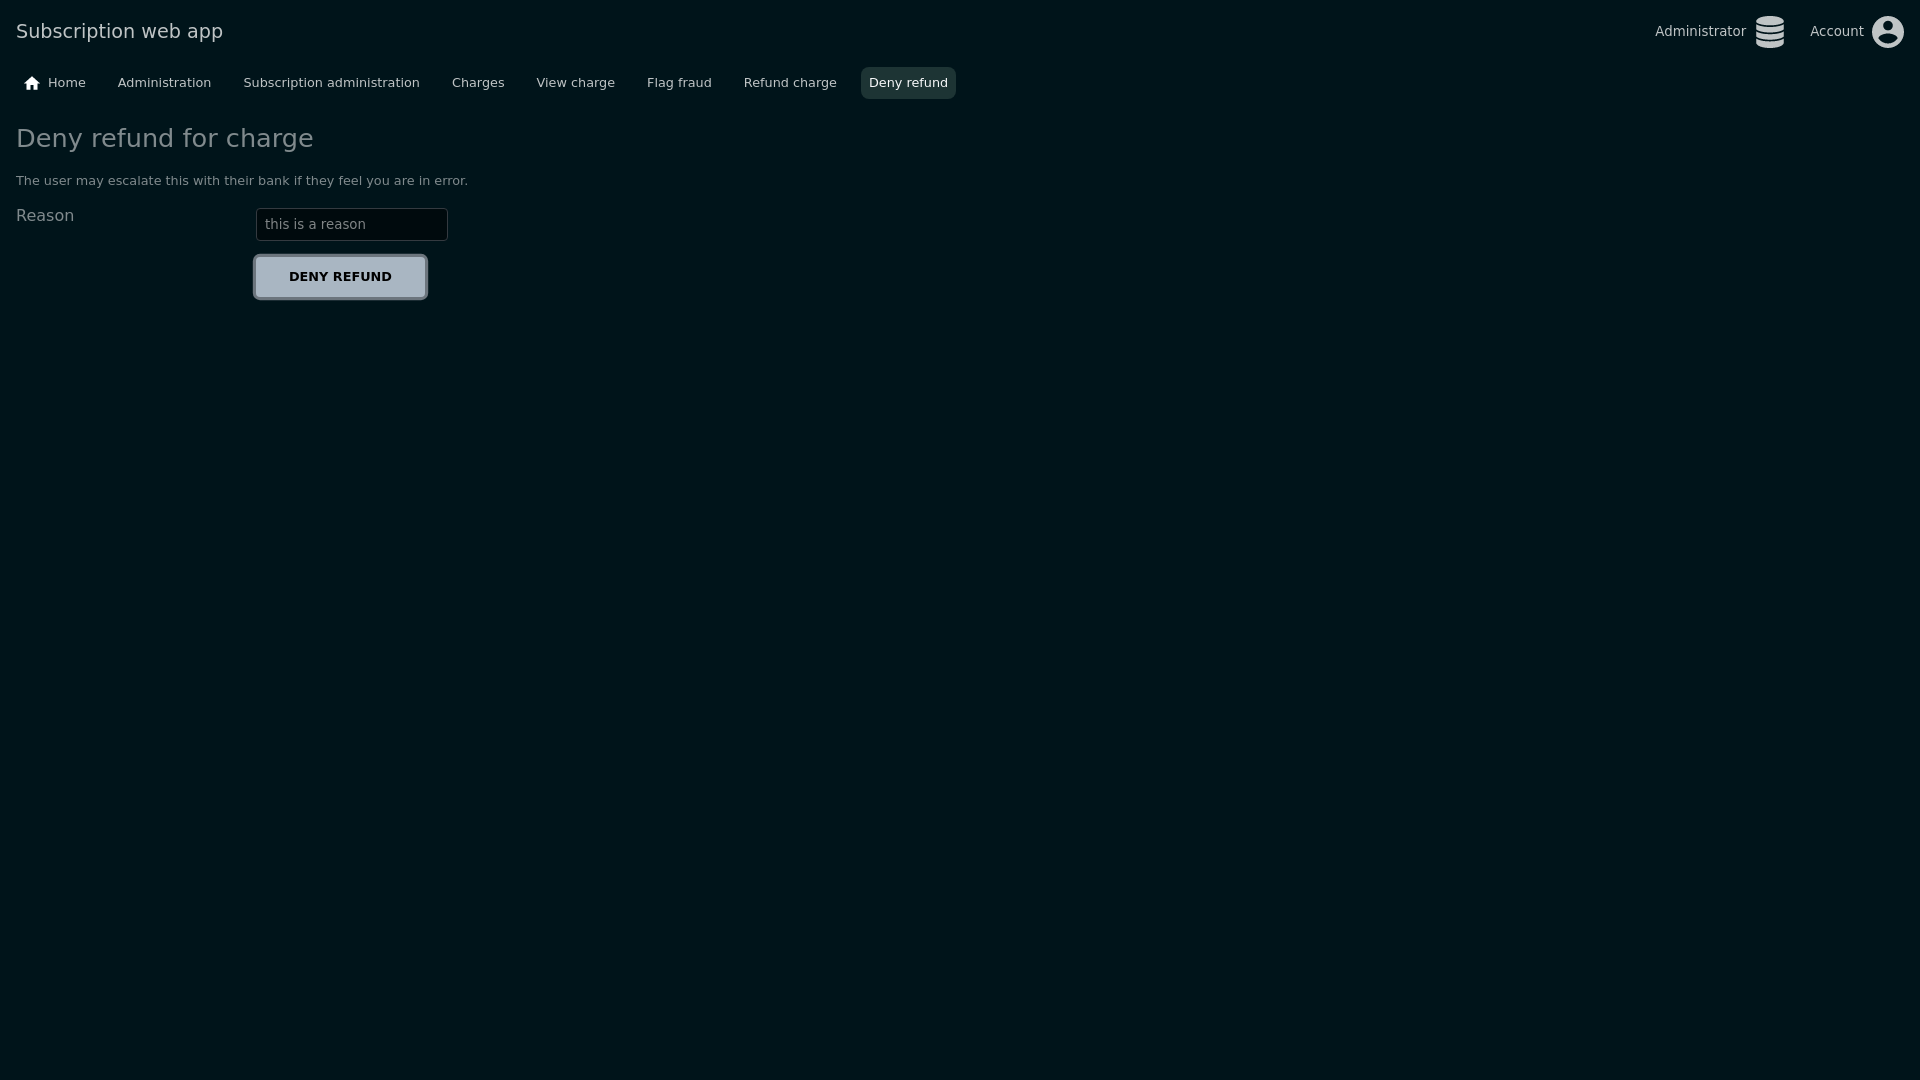 Subscription web app
Administrator
Account
Home
Administration
Subscription administration
Charges
View charge
Flag fraud
Refund charge
Deny refund
Deny refund for charge
The user may escalate this with their bank if they feel you are in error.
Reason
this is a reason
DENY REFUND